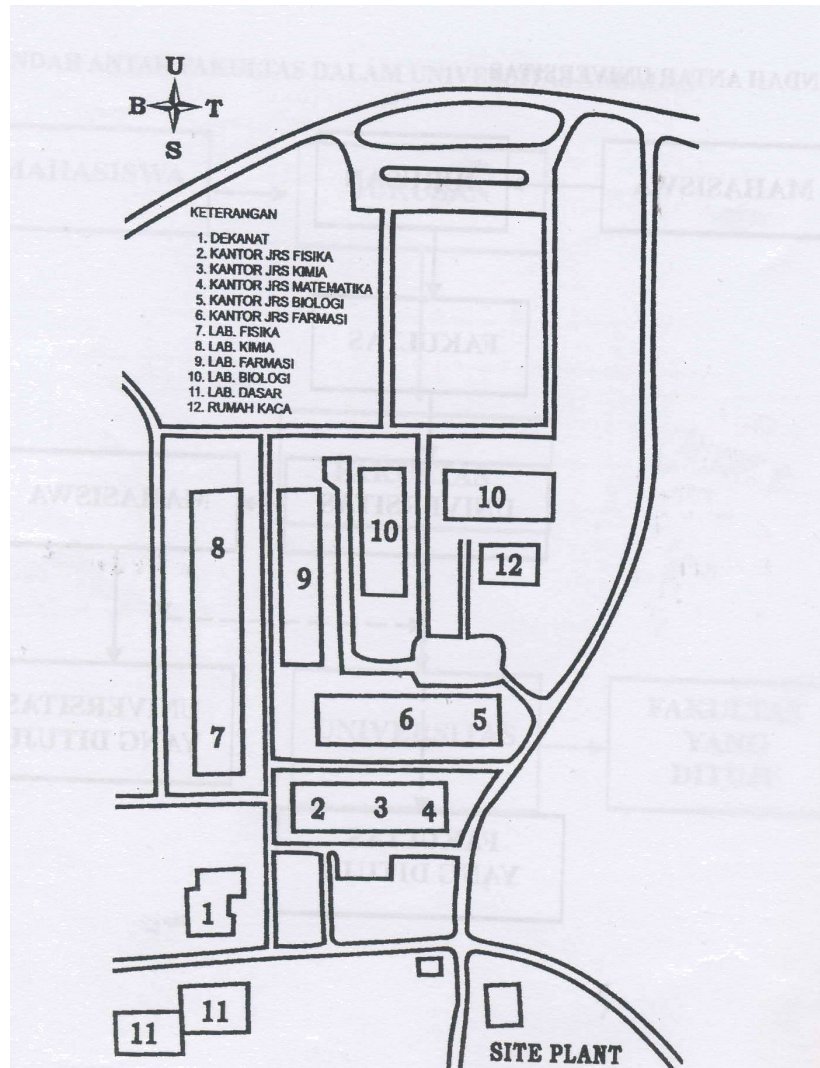 U
B T
S
KETERANGAN
1. DEKANAT
2. KANTOR JRS FISIKA
3. KANTOR JRS KIMIA
4. KANTOR JRS MATEMATIKA
5. KANTOR JRS BIOLOGI
6. KANTOR JRS FARMASI
7. LAB. FISIKA
8. LAB. KIMIA
9. LAB. FARMASI
10. LAB. BIOLOGI
11. LAB. DASAR
12. RUMAH KACA
10
10
8
12
9
6
5
7
2
3
4
1
11
11
SITE PLANT